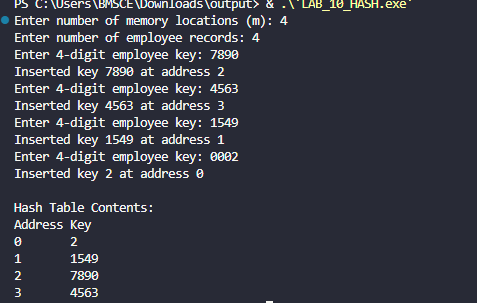 PS C:\Users\BMSCE\Downloads\output> & .\'LAB_10_HASH.exe'
Enter number of memory locations (m): 4
Enter number of employee records: 4
Enter 4-digit employee key: 7890
Inserted key 7890 at address 2
Enter 4-digit employee key: 4563
Inserted key 4563 at address 3
Enter 4-digit employee key: 1549
Inserted key 1549 at address 1
Enter 4-digit employee key: 0002
Inserted key 2 at address 0
Hash Table Contents:
Address Key
0 2
1 1549
2 7890
3 4563